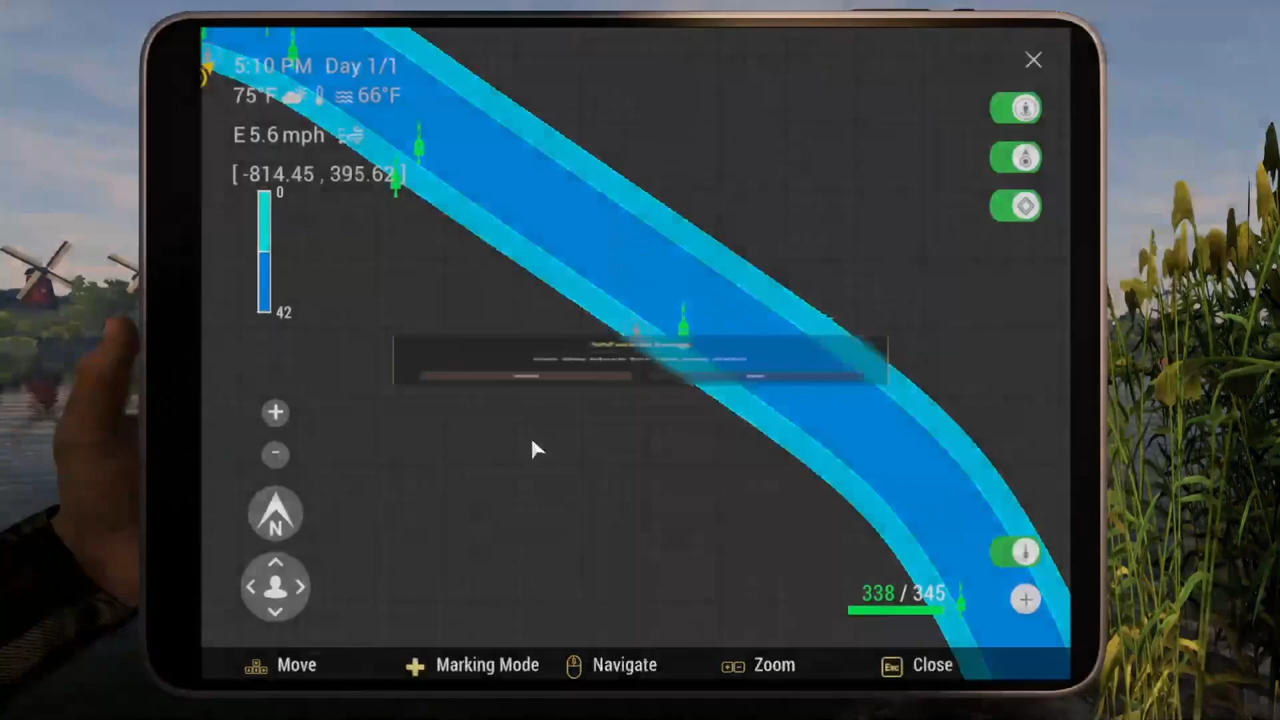 5:10 PM Day 1/1
75°F 66°F
E 5.6 mph
[ -814.45 , 395.62 ]
0
42
+
-
N
338 / 345
+
Move
Marking Mode
Navigate
Zoom
Esc Close